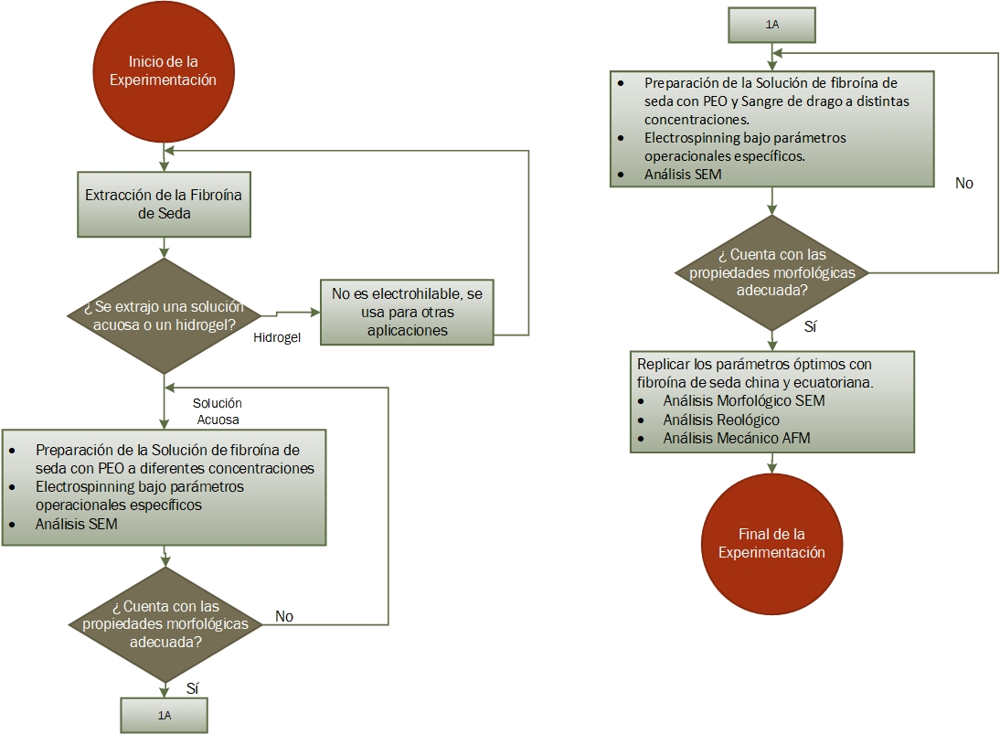 Inicio de la
Experimentación
Extracción de la Fibroína
de Seda
¿ Se extrajo una solución
acuosa o un hidrogel?
Hidrogel
No es electrohilable, se
usa para otras
aplicaciones
Solución
Acuosa
• Preparación de la Solución de fibroína de
seda con PEO a diferentes concentraciones
• Electrospinning bajo parámetros
operacionales específicos
• Análisis SEM
¿ Cuenta con las
propiedades morfológicas
adecuada?
No
Sí
1A
1A
• Preparación de la Solución de fibroína de
seda con PEO y Sangre de drago a distintas
concentraciones.
• Electrospinning bajo parámetros
operacionales específicos.
• Análisis SEM
No
¿ Cuenta con las
propiedades morfológicas
adecuada?
Sí
Replicar los parámetros óptimos con
fibroína de seda china y ecuatoriana.
• Análisis Morfológico SEM
• Análisis Reológico
• Análisis Mecánico AFM
Final de la
Experimentación